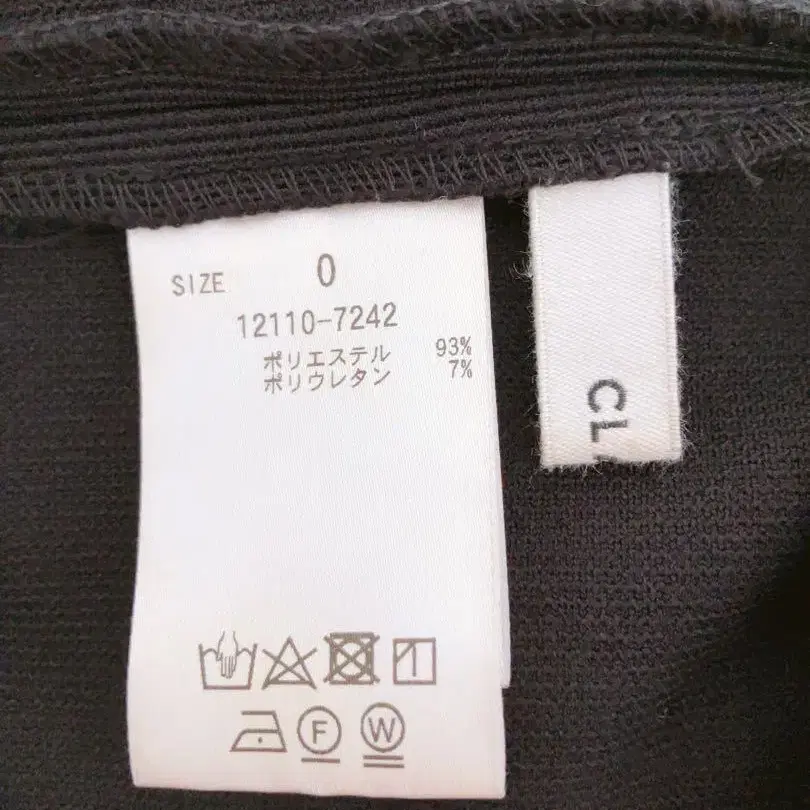 SIZE 0
12110-7242
ポリエステル 93%
ポリウレタン 7%
F W
CL